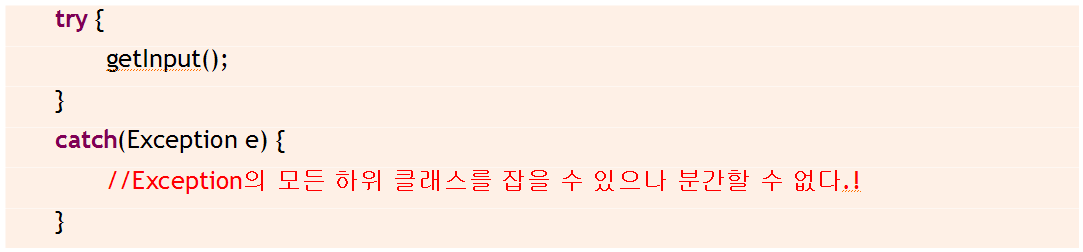 try {
getInput();
}
catch(Exception e) {
//Exception의 모든 하위 클래스를 잡을 수 있으나 분간할 수 없다.!
}